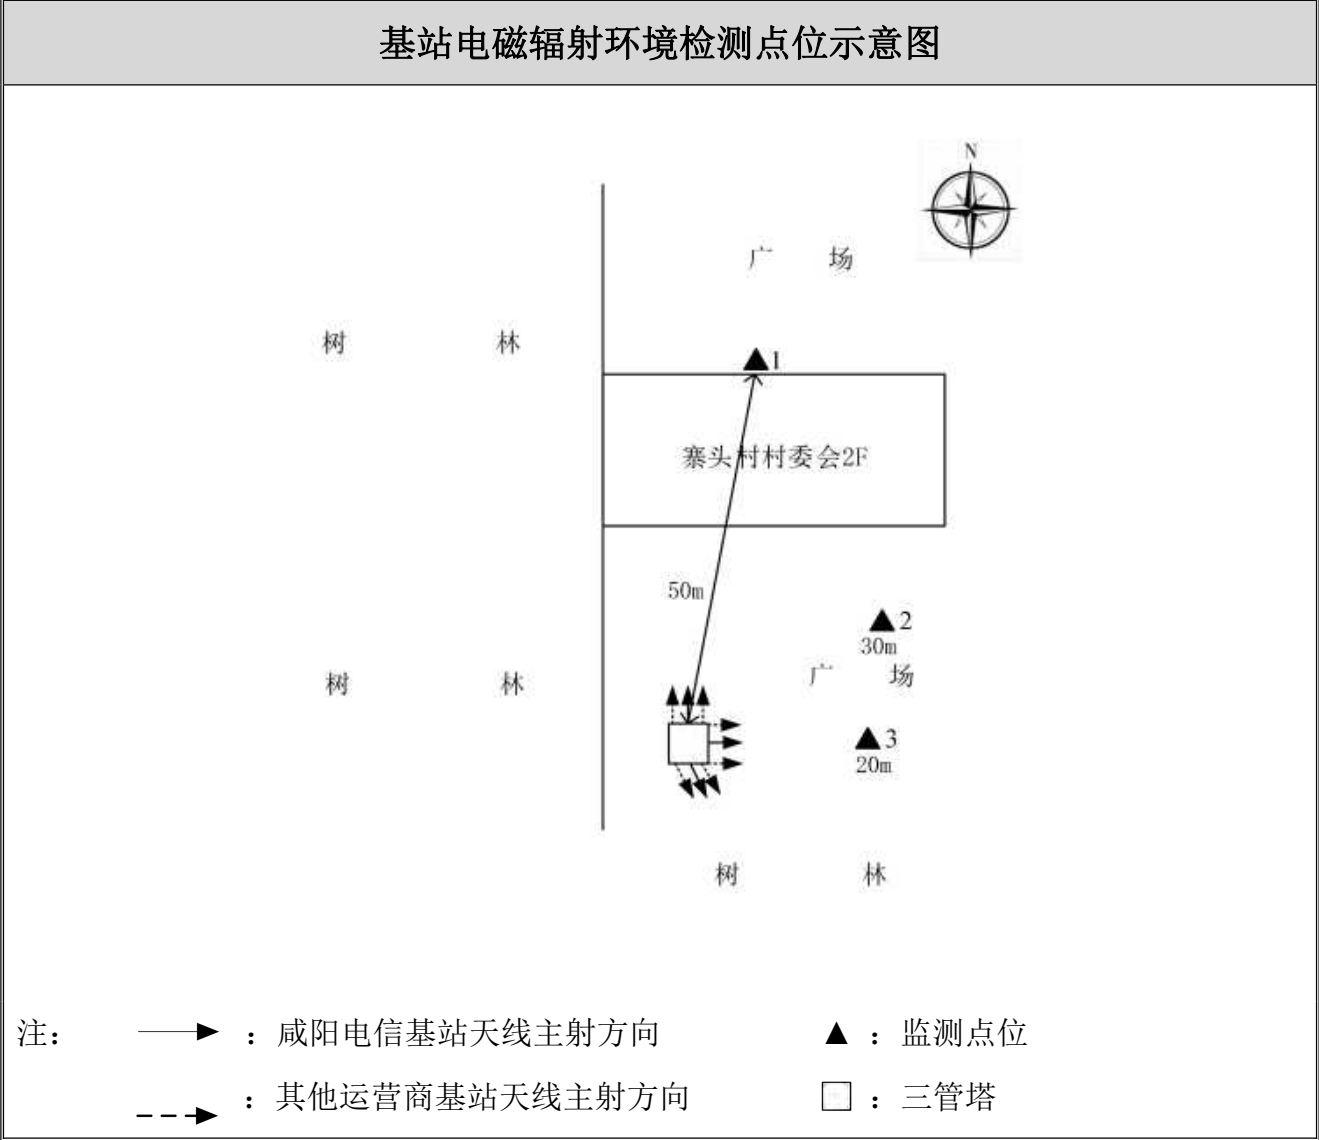 基站电磁辐射环境检测点位示意图
N
广 场
树 林
1
寨头村村委会2F
50m
2
30m
广 场
树 林
3
20m
树 林
注： ：咸阳电信基站天线主射方向 ▲：监测点位
：其他运营商基站天线主射方向 □：三管塔